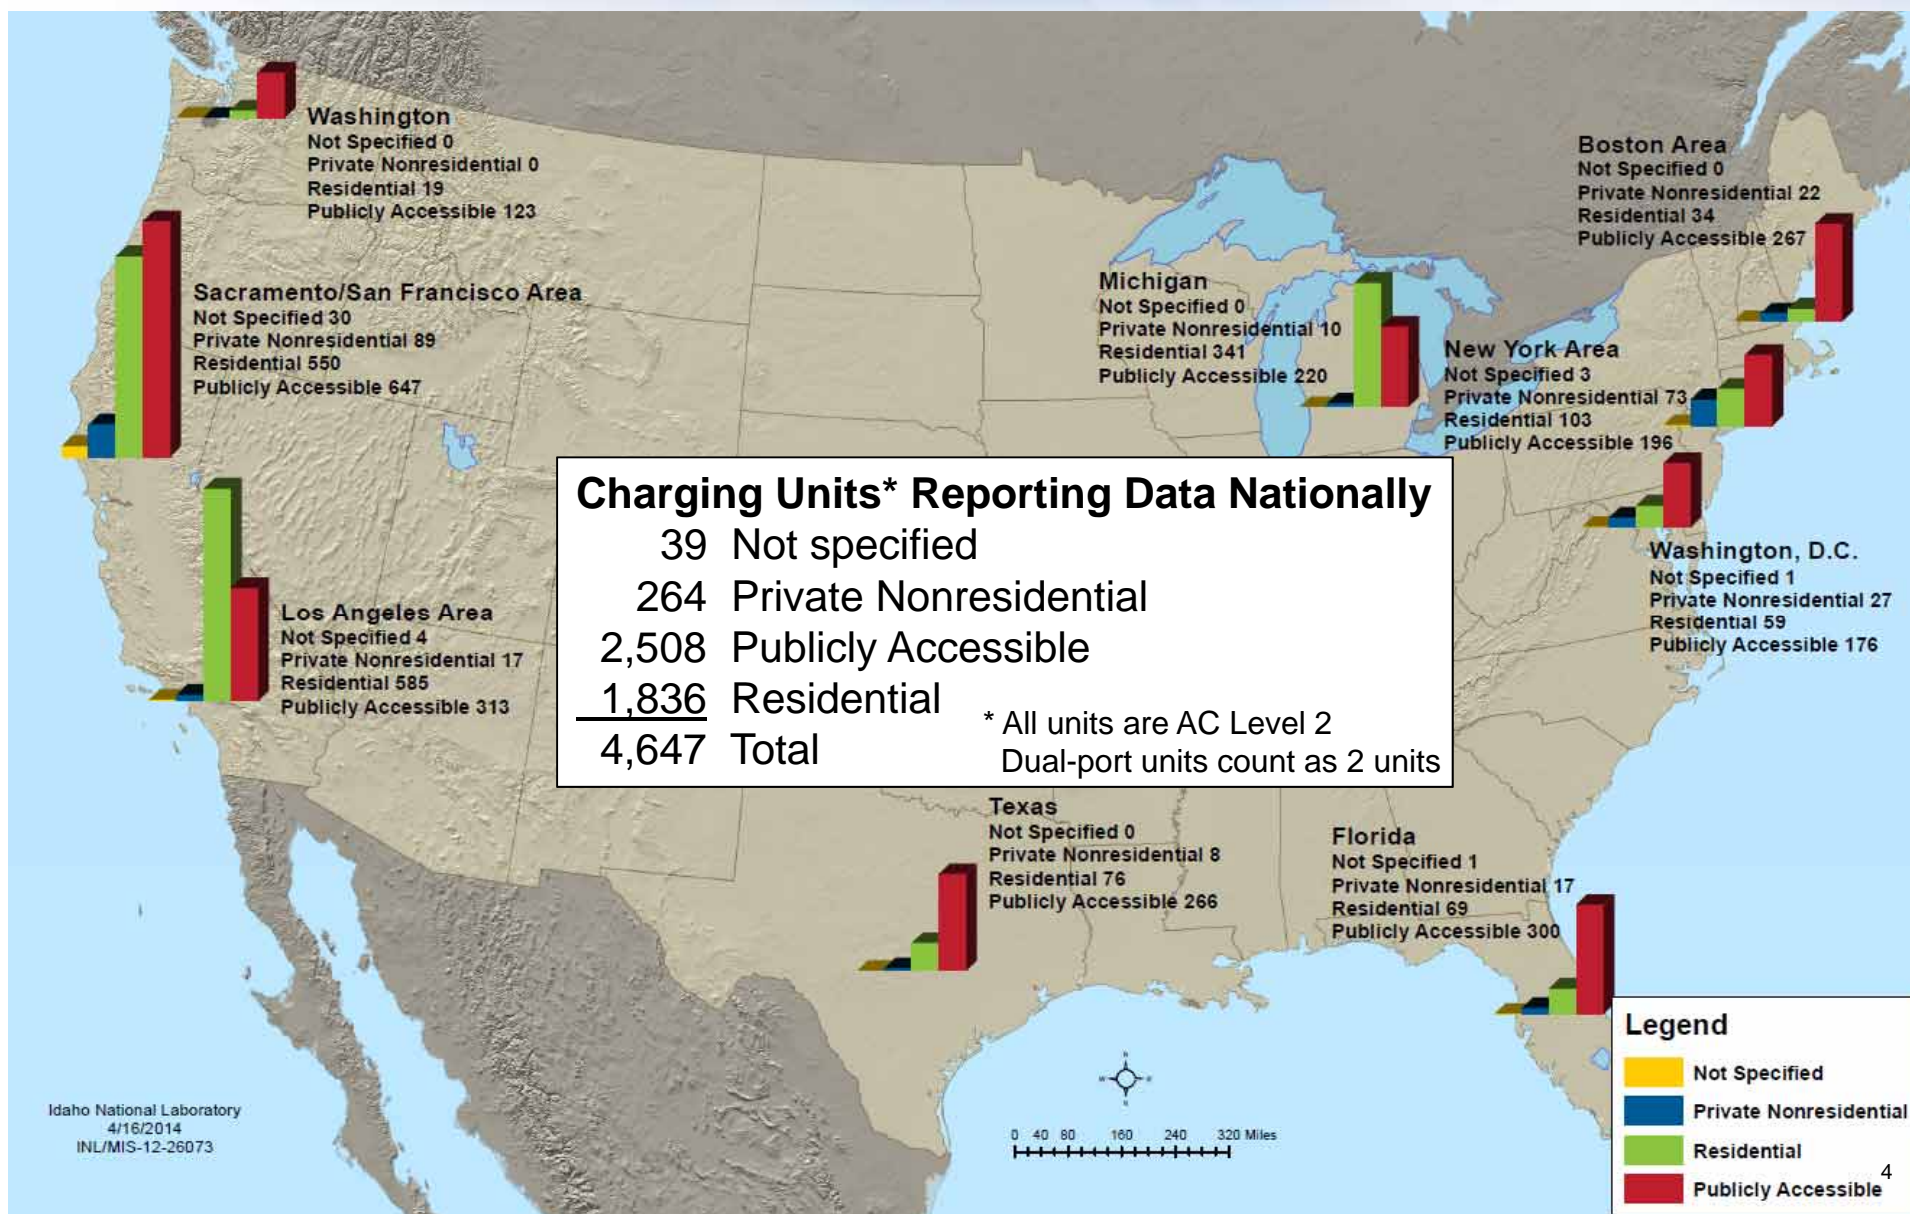 Washington
Not Specified 0
Private Nonresidential 0
Residential 19
Publicly Accessible 123
Boston Area
Not Specified 0
Private Nonresidential 22
Residential 34
Publicly Accessible 267
Sacramento/San Francisco Area
Not Specified 30
Private Nonresidential 89
Residential 550
Publicly Accessible 647
Michigan
Not Specified 0
Private Nonresidential 10
Residential 341
Publicly Accessible 220
New York Area
Not Specified 3
Private Nonresidential 73
Residential 103
Publicly Accessible 196
Charging Units* Reporting Data Nationally
39 Not specified
264 Private Nonresidential
2,508 Publicly Accessible
1,836 Residential
4,647 Total
* All units are AC Level 2
Dual-port units count as 2 units
Washington, D.C.
Not Specified 1
Private Nonresidential 27
Residential 59
Publicly Accessible 176
Los Angeles Area
Not Specified 4
Private Nonresidential 17
Residential 585
Publicly Accessible 313
Texas
Not Specified 0
Private Nonresidential 8
Residential 76
Publicly Accessible 266
Florida
Not Specified 1
Private Nonresidential 17
Residential 69
Publicly Accessible 300
Idaho National Laboratory
4/16/2014
INL/MIS-12-26073
0 40 80 160 240 320 Miles
Legend
Not Specified
Private Nonresidential
Residential
Publicly Accessible
4